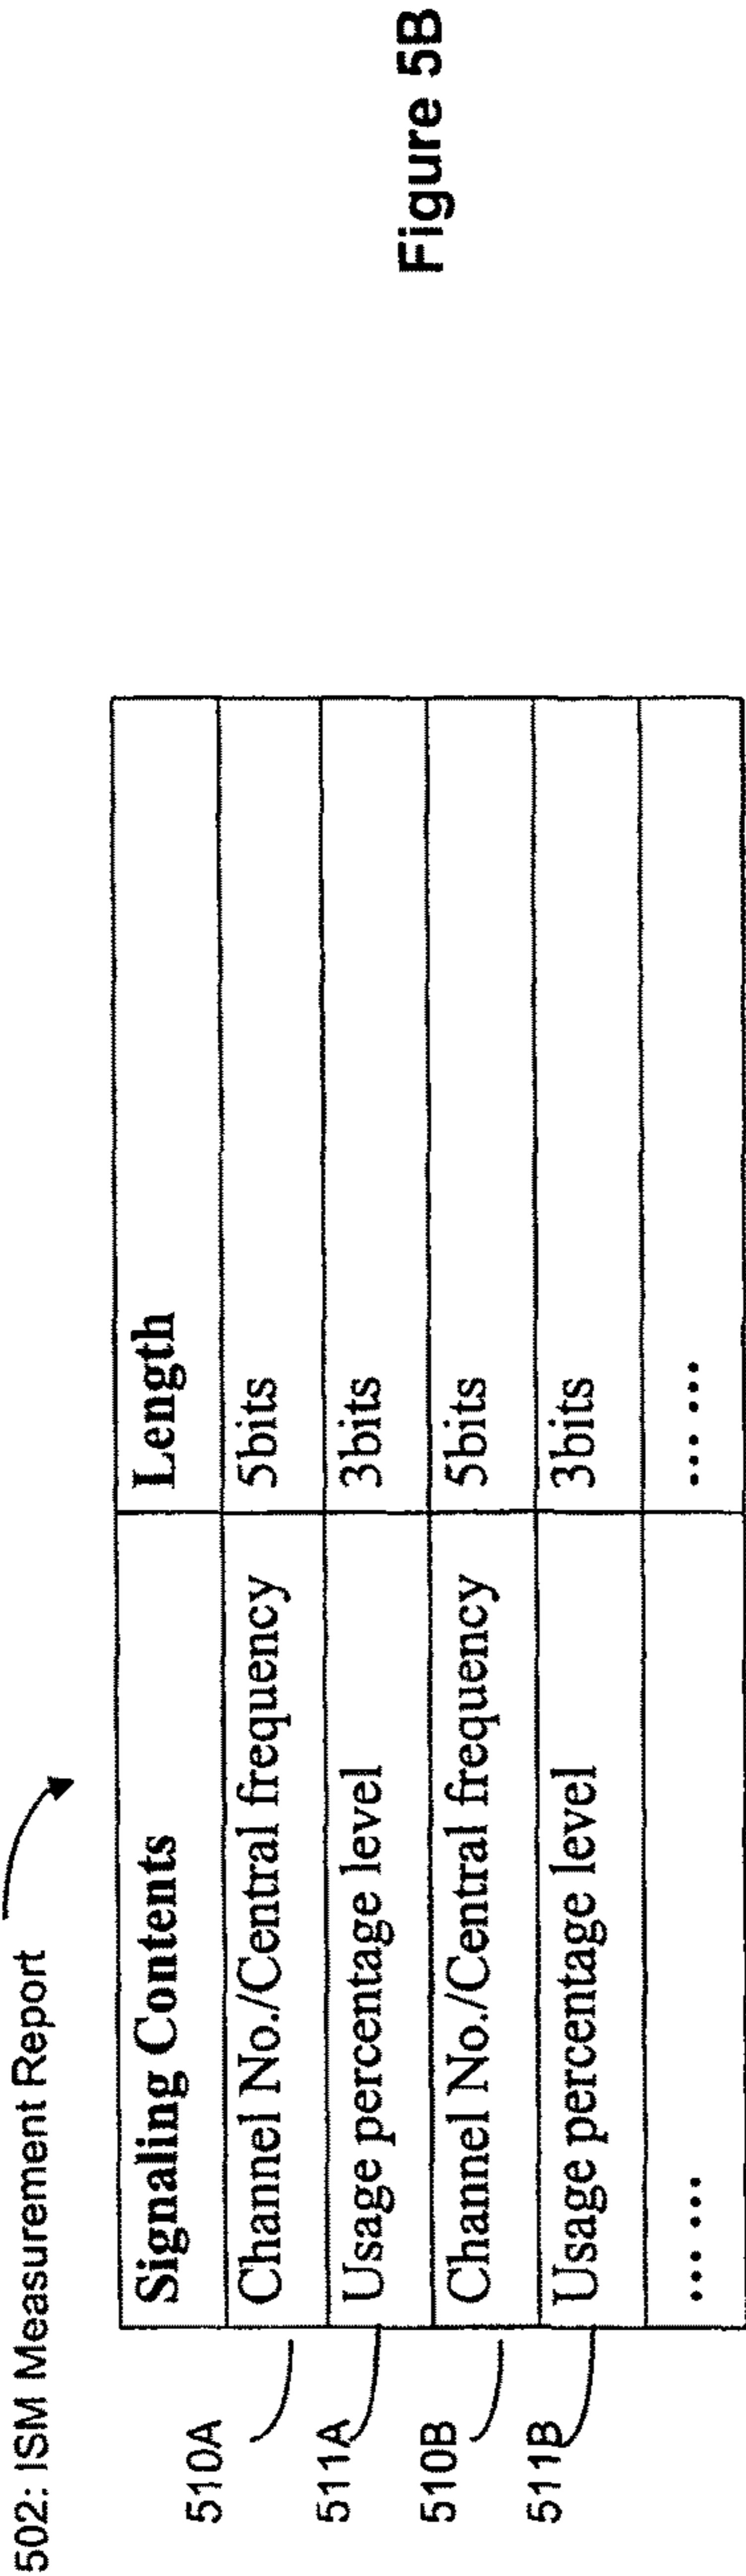 502: ISM Measurement Report
Signaling Contents Length
510A Channel No./Central frequency 5bits
511A Usage percentage level 3bits
510B Channel No./Central frequency 5bits
511B Usage percentage level 3bits
... ... ... ...
Figure 5B